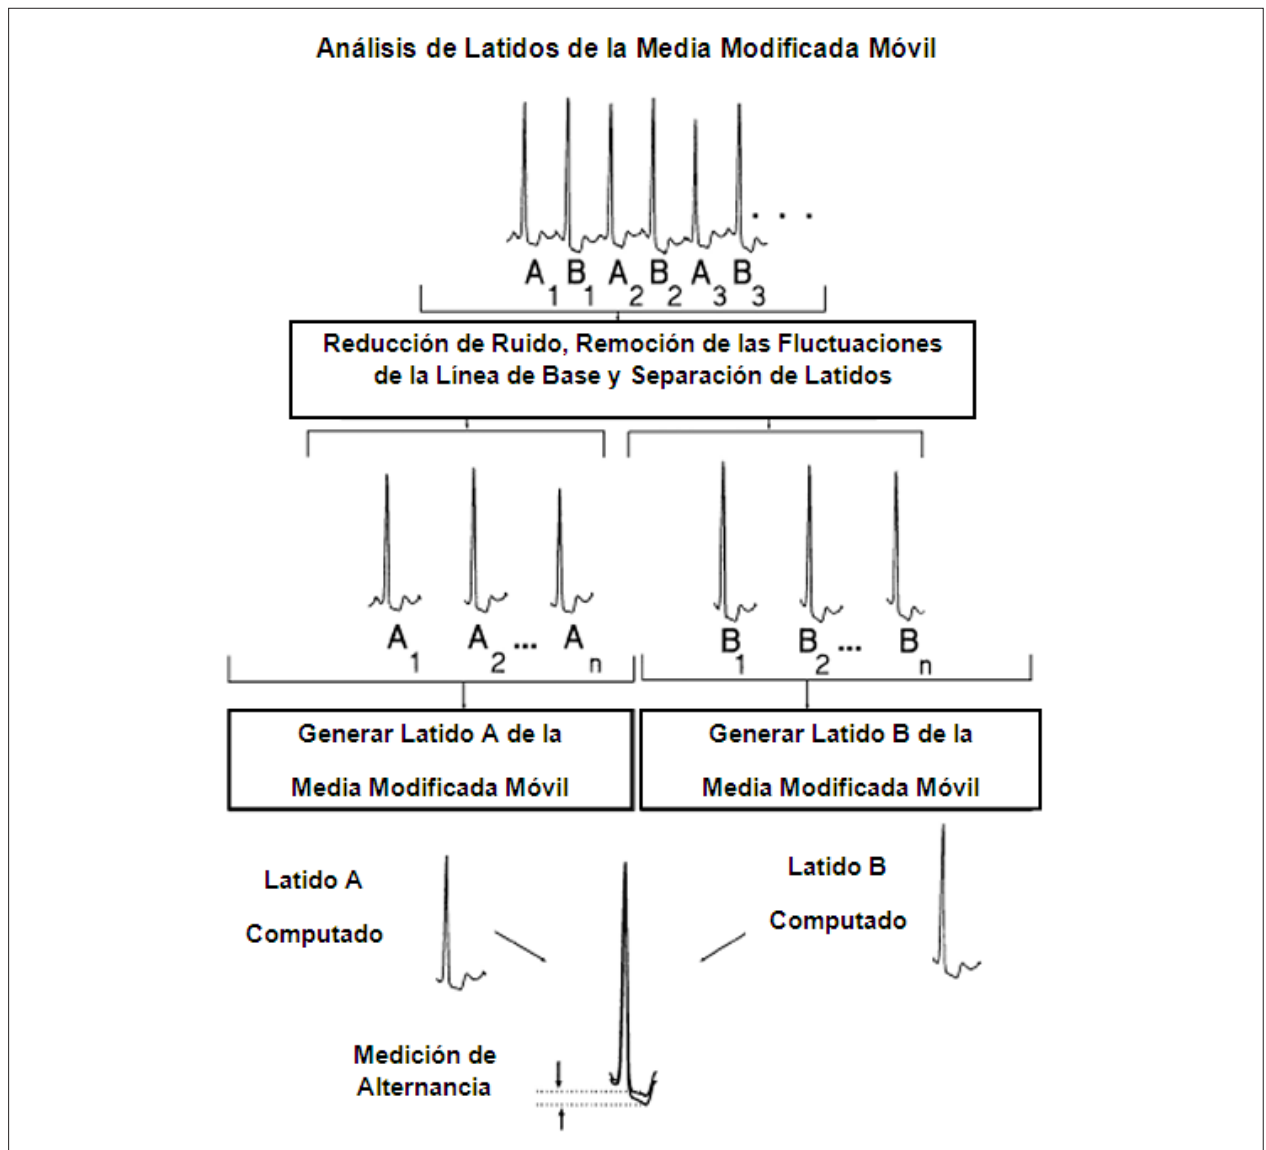 Análisis de Latidos de la Media Modificada Móvil
. . .
A1 B1 A2 B2 A3 B3
Reducción de Ruido, Remoción de las Fluctuaciones
de la Línea de Base y Separación de Latidos
A1 A2 ... An B1 B2 ... Bn
Generar Latido A de la
Media Modificada Móvil
Generar Latido B de la
Media Modificada Móvil
Latido A
Computado
Latido B
Computado
Medición de
Alternancia